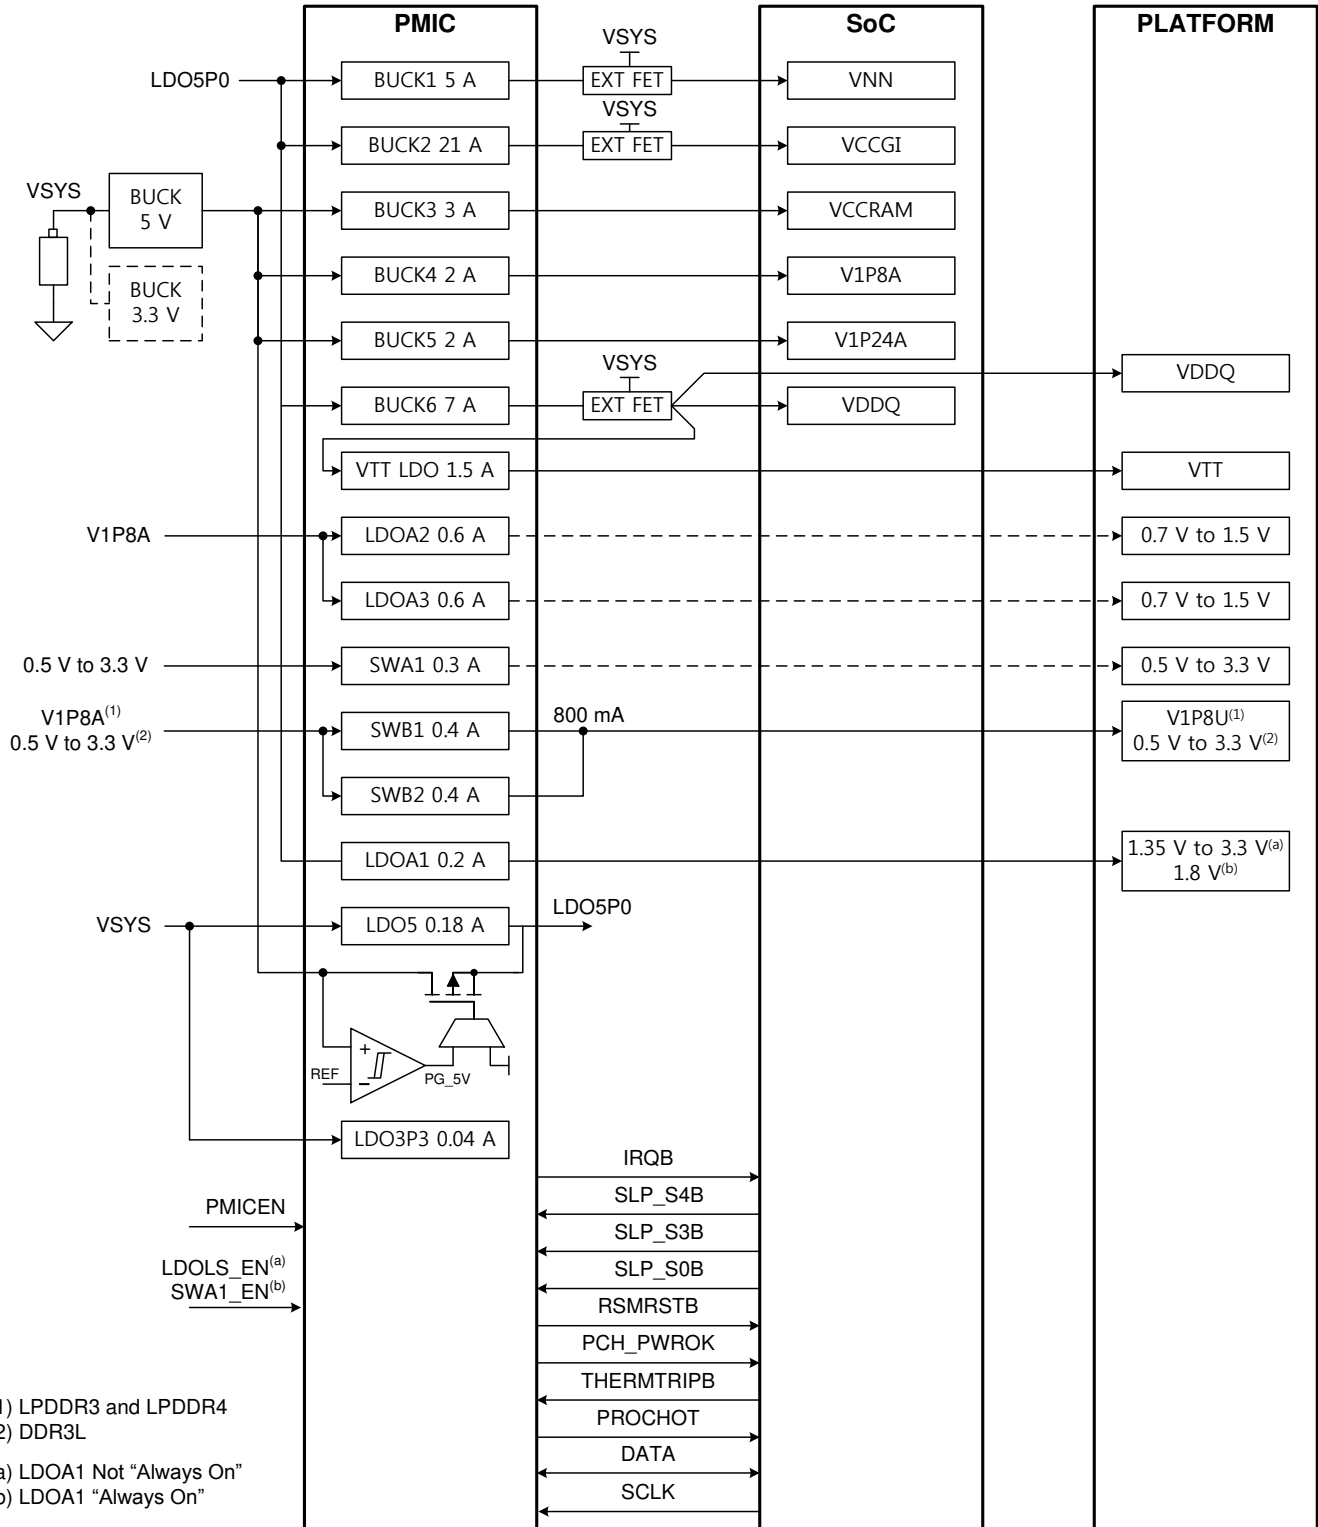 PMIC
SoC
PLATFORM
VSYS
LDO5P0
BUCK1 5 A
EXT FET
VNN
VSYS
BUCK2 21 A
EXT FET
VCCGI
VSYS
BUCK
5 V
BUCK3 3 A
VCCRAM
BUCK
3.3 V
BUCK4 2 A
V1P8A
BUCK5 2 A
V1P24A
VSYS
VDDQ
BUCK6 7 A
EXT FET
VDDQ
VTT LDO 1.5 A
VTT
V1P8A
LDOA2 0.6 A
0.7 V to 1.5 V
LDOA3 0.6 A
0.7 V to 1.5 V
0.5 V to 3.3 V
SWA1 0.3 A
0.5 V to 3.3 V
V1P8A(1)
0.5 V to 3.3 V(2)
SWB1 0.4 A
800 mA
V1P8U(1)
0.5 V to 3.3 V(2)
SWB2 0.4 A
LDOA1 0.2 A
1.35 V to 3.3 V(a)
1.8 V(b)
VSYS
LDO5 0.18 A
LDO5P0
+
REF
−
PG_5V
LDO3P3 0.04 A
IRQB
SLP_S4B
PMICEN
SLP_S3B
LDOLS_EN(a)
SWA1_EN(b)
SLP_S0B
RSMRSTB
PCH_PWROK
THERMTRIPB
PROCHOT
DATA
SCLK
1) LPDDR3 and LPDDR4
2) DDR3L
a) LDOA1 Not “Always On”
b) LDOA1 “Always On”